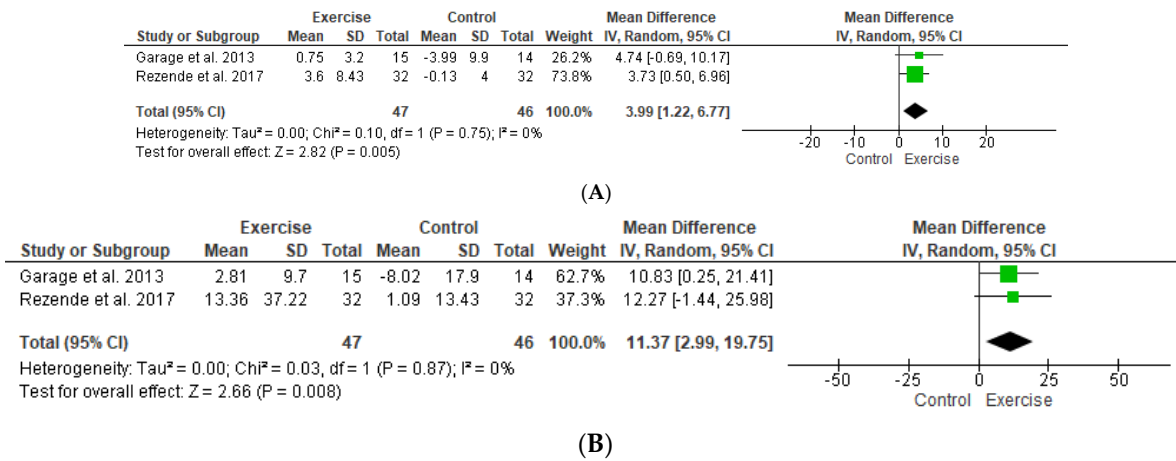 Exercise Control Mean Difference Mean Difference
Study or Subgroup Mean SD Total Mean SD Total Weight IV, Random, 95% CI IV, Random, 95% CI
Garage et al. 2013 0.75 3.2 15 -3.99 9.9 14 26.2% 4.74 [-0.69, 10.17]
Rezende et al. 2017 3.6 8.43 32 -0.13 4 32 73.8% 3.73 [0.50, 6.96]
Total (95% CI) 47 46 100.0% 3.99 [1.22, 6.77]
Heterogeneity: Tau² = 0.00; Chi² = 0.10, df = 1 (P = 0.75); I² = 0%
Test for overall effect: Z = 2.82 (P = 0.005)
-20 -10 0 10 20
Control Exercise
(A)
Exercise Control Mean Difference Mean Difference
Study or Subgroup Mean SD Total Mean SD Total Weight IV, Random, 95% CI IV, Random, 95% CI
Garage et al. 2013 2.81 9.7 15 -8.02 17.9 14 62.7% 10.83 [0.25, 21.41]
Rezende et al. 2017 13.36 37.22 32 1.09 13.43 32 37.3% 12.27 [-1.44, 25.98]
Total (95% CI) 47 46 100.0% 11.37 [2.99, 19.75]
Heterogeneity: Tau² = 0.00; Chi² = 0.03, df = 1 (P = 0.87); I² = 0%
Test for overall effect: Z = 2.66 (P = 0.008)
-50 -25 0 25 50
Control Exercise
(B)